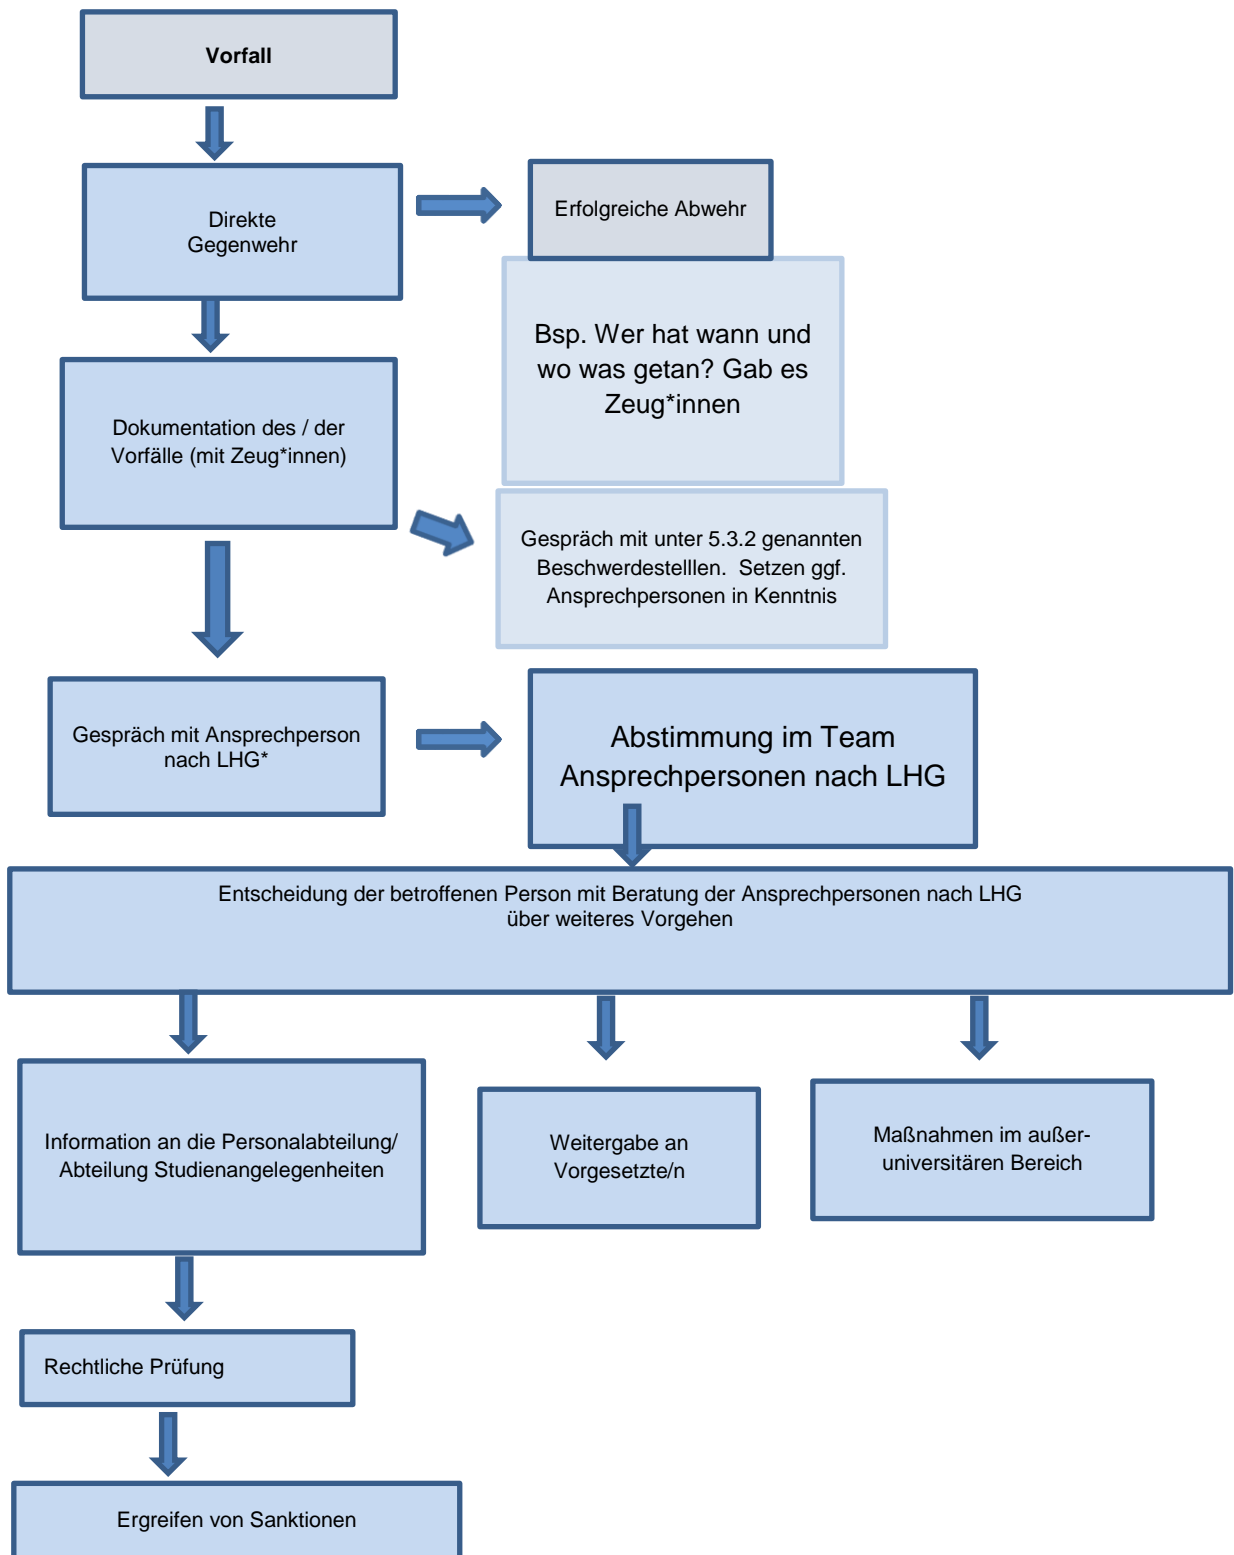 Vorfall
Direkte
Gegenwehr
Erfolgreiche Abwehr
Bsp. Wer hat wann und
wo was getan? Gab es
Zeug*innen
Dokumentation des / der
Vorfälle (mit Zeug*innen)
Gespräch mit unter 5.3.2 genannten
Beschwerdestelllen. Setzen ggf.
Ansprechpersonen in Kenntnis
Gespräch mit Ansprechperson
nach LHG*
Abstimmung im Team
Ansprechpersonen nach LHG
Entscheidung der betroffenen Person mit Beratung der Ansprechpersonen nach LHG
über weiteres Vorgehen
Information an die Personalabteilung/
Abteilung Studienangelegenheiten
Weitergabe an
Vorgesetzte/n
Maßnahmen im außer-
universitären Bereich
Rechtliche Prüfung
Ergreifen von Sanktionen